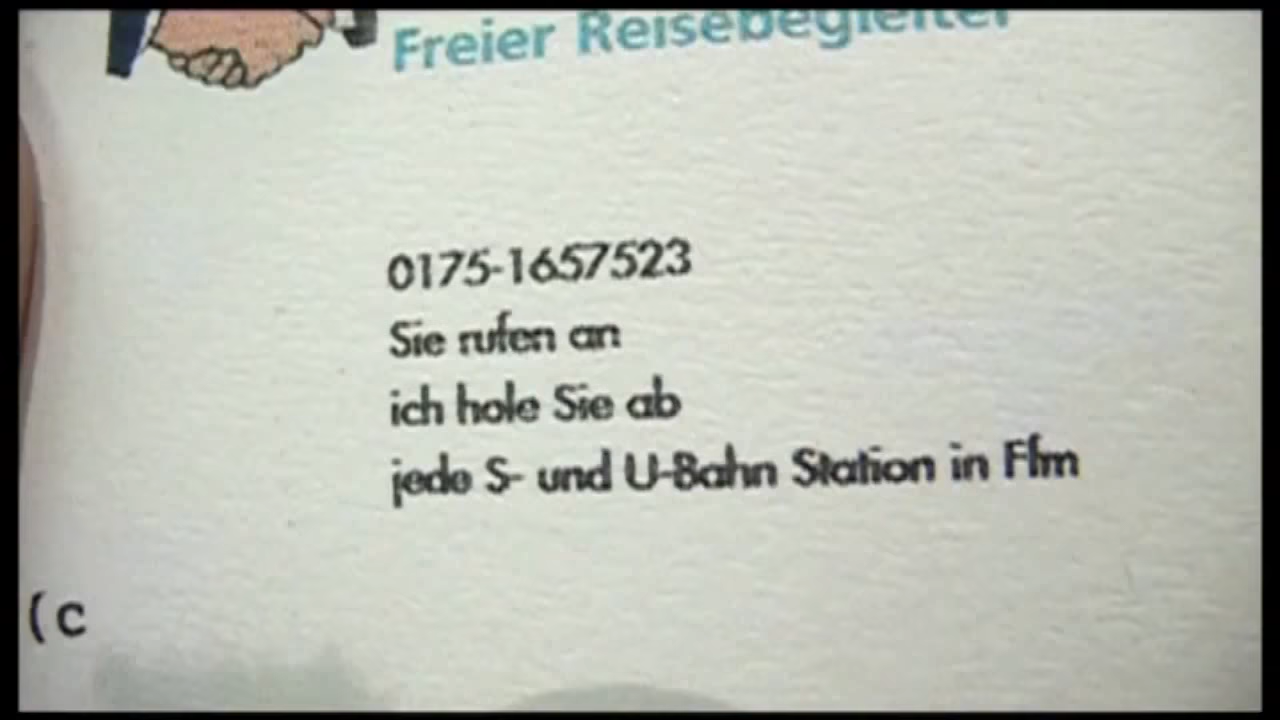 Freier Reisebegleiter
0175-1657523
Sie rufen an
ich hole Sie ab
jede S- und U-Bahn Station in Ffm
(c